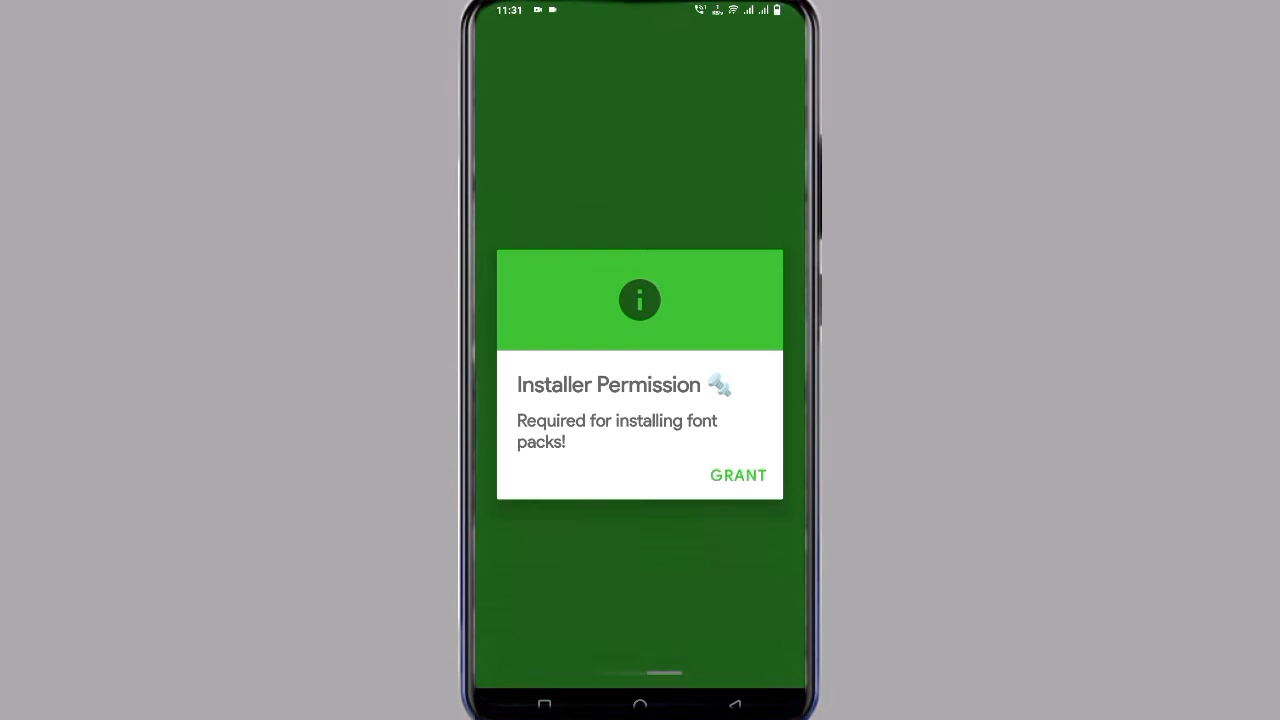 11:31
Installer Permission
Required for installing font
packs!
GRANT